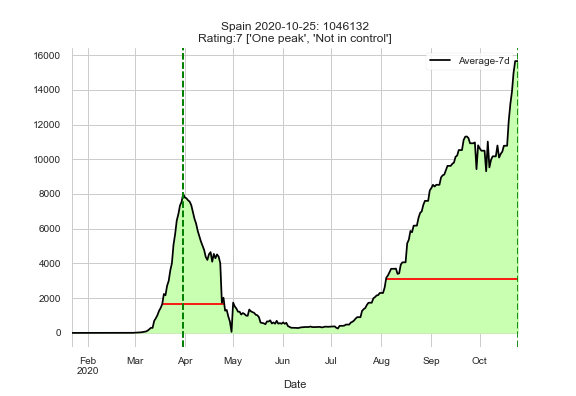 Spain 2020-10-25: 1046132
Rating:7 ['One peak', 'Not in control']
Average-7d
16000
14000
12000
10000
8000
6000
4000
2000
0
Feb Mar Apr May Jun Jul Aug Sep Oct
2020
Date